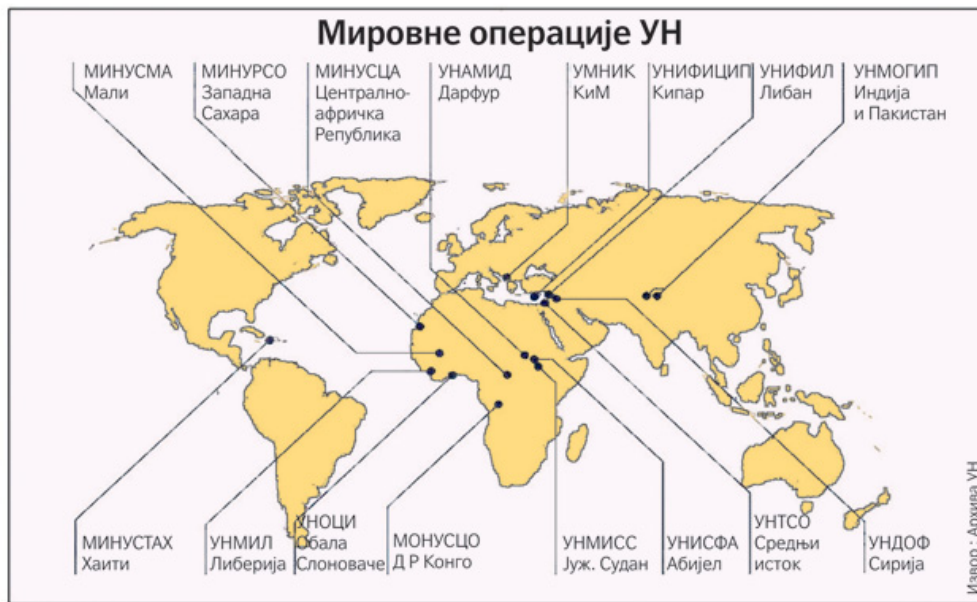 Мировне операције УН
МИНУСМА
Мали
МИНУРСО
Западна
Сахара
МИНУСЦА
Централно-
афричка
Република
УНАМИД
Дарфур
УМНИК
КиМ
УНИФИЦИП
Кипар
УНИФИЛ
Либан
УНМОГИП
Индија
и Пакистан
МИНУСТАХ
Хаити
УНМИЛ
Либерија
УНОЦИ
Обала
Слоноваче
МОНУСЦО
Д Р Конго
УНМИСС
Јуж. Судан
УНИСФА
Абијел
УНТСО
Средњи
исток
УНДОФ
Сирија
Извор : Архива УН